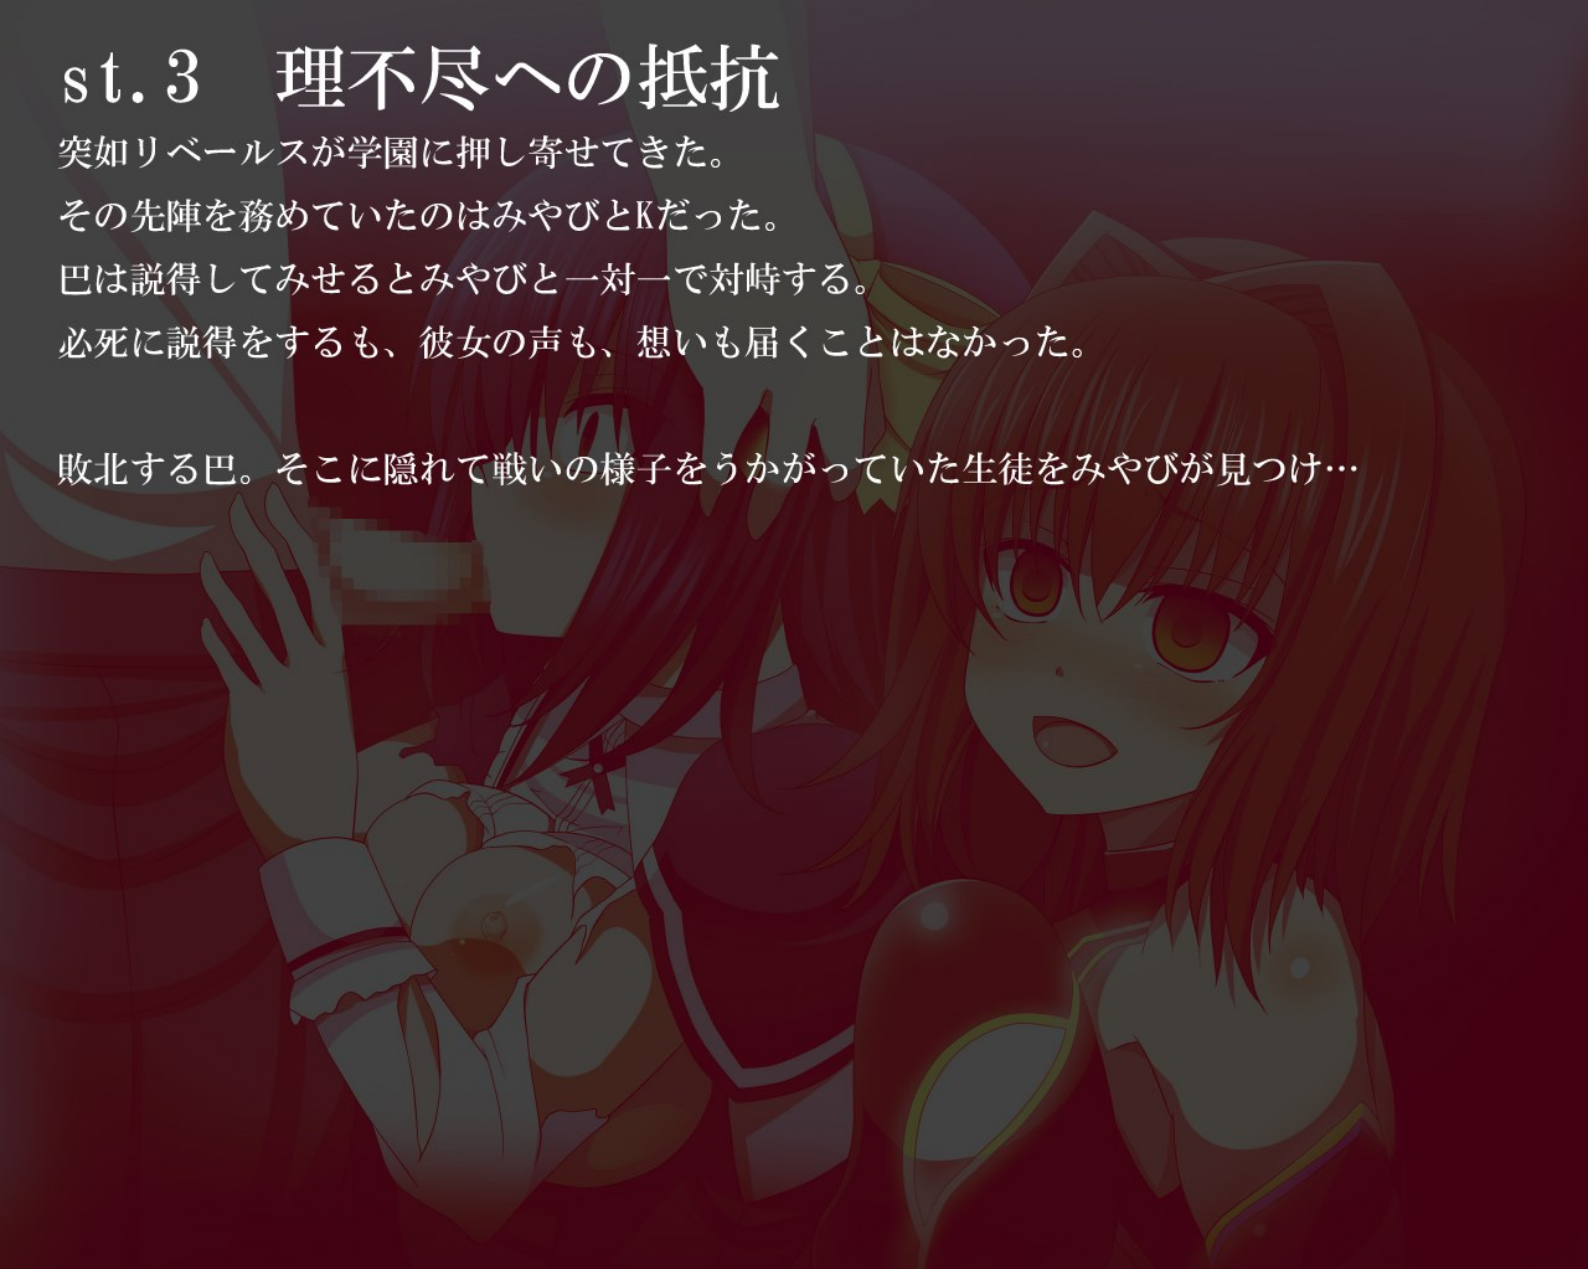 st.3　理不尽への抵抗
突如リベールスが学園に押し寄せてきた。
その先陣を務めていたのはみやびとKだった。
巴は説得してみせるとみやびと一対一で対峙する。
必死に説得をするも、彼女の声も、想いも届くことはなかった。
敗北する巴。そこに隠れて戦いの様子をうかがっていた生徒をみやびが見つけ…